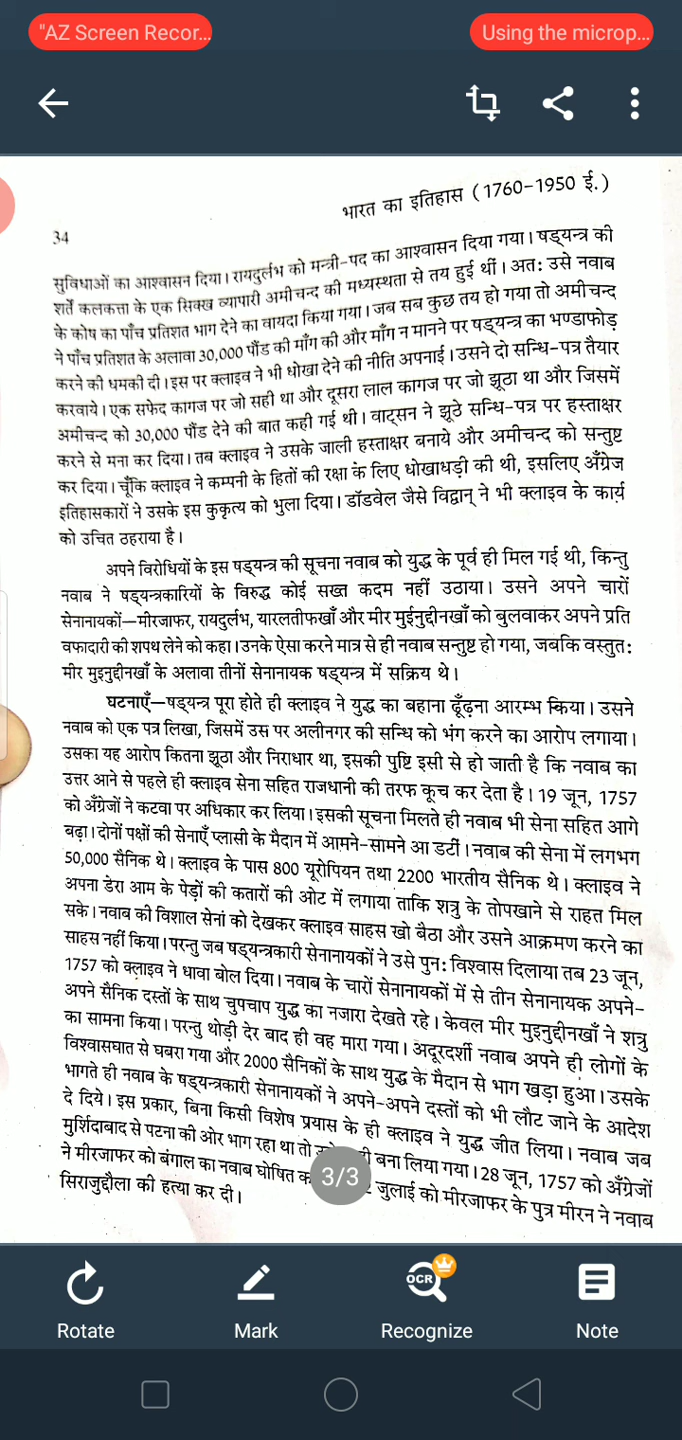 "AZ Screen Recor...
Using the microp...
भारत का इतिहास (1760-1950 ई.)
34
सुविधाओं का आश्वासन दिया। रायदुर्लभ को मन्त्री-पद का आश्वासन दिया गया। षड्यन्त्र की
शर्तें कलकत्ता के एक सिक्ख व्यापारी अमीचन्द की मध्यस्थता से तय हुई थीं। अत: उसे नवाब
के कोष का पाँच प्रतिशत भाग देने का वायदा किया गया। जब सब कुछ तय हो गया तो अमीचन्द
ने पाँच प्रतिशत के अलावा 30,000 पौंड की माँग की और माँग न मानने पर षड्यन्त्र का भण्डाफोड़
करने की धमकी दी। इस पर क्लाइव ने भी धोखा देने की नीति अपनाई। उसने दो सन्धि-पत्र तैयार
करवाये। एक सफेद कागज पर जो सही था और दूसरा लाल कागज पर जो झूठा था और जिसमें
अमीचन्द को 30,000 पौंड देने की बात कही गई थी। वाट्सन ने झूठे सन्धि-पत्र पर हस्ताक्षर
करने से मना कर दिया। तब क्लाइव ने उसके जाली हस्ताक्षर बनाये और अमीचन्द को सन्तुष्ट
कर दिया। चूँकि क्लाइव ने कम्पनी के हितों की रक्षा के लिए धोखाधड़ी की थी, इसलिए अँग्रेज
इतिहासकारों ने उसके इस कुकृत्य को भुला दिया। डॉडवेल जैसे विद्वान् ने भी क्लाइव के कार्य
को उचित ठहराया है।
अपने विरोधियों के इस षड्यन्त्र की सूचना नवाब को युद्ध के पूर्व ही मिल गई थी, किन्तु
नवाब ने षड्यन्त्रकारियों के विरुद्ध कोई सख्त कदम नहीं उठाया। उसने अपने चारों
सेनानायकों—मीरजाफर, रायदुर्लभ, यारलतीफखाँ और मीर मुईनुद्दीनखाँ को बुलवाकर अपने प्रति
वफादारी की शपथ लेने को कहा। उनके ऐसा करने मात्र से ही नवाब सन्तुष्ट हो गया, जबकि वस्तुत:
मीर मुइनुद्दीनखाँ के अलावा तीनों सेनानायक षड्यन्त्र में सक्रिय थे।
घटनाएँ—षड्यन्त्र पूरा होते ही क्लाइव ने युद्ध का बहाना ढूँढ़ना आरम्भ किया। उसने
नवाब को एक पत्र लिखा, जिसमें उस पर अलीनगर की सन्धि को भंग करने का आरोप लगाया।
उसका यह आरोप कितना झूठा और निराधार था, इसकी पुष्टि इसी से हो जाती है कि नवाब का
उत्तर आने से पहले ही क्लाइव सेना सहित राजधानी की तरफ कूच कर देता है। 19 जून, 1757
को अँग्रेजों ने कटवा पर अधिकार कर लिया। इसकी सूचना मिलते ही नवाब भी सेना सहित आगे
बढ़ा। दोनों पक्षों की सेनाएँ प्लासी के मैदान में आमने-सामने आ डटीं। नवाब की सेना में लगभग
50,000 सैनिक थे। क्लाइव के पास 800 यूरोपियन तथा 2200 भारतीय सैनिक थे। क्लाइव ने
अपना डेरा आम के पेड़ों की कतारों की ओट में लगाया ताकि शत्रु के तोपखाने से राहत मिल
सके। नवाब की विशाल सेना को देखकर क्लाइव साहस खो बैठा और उसने आक्रमण करने का
साहस नहीं किया। परन्तु जब षड्यन्त्रकारी सेनानायकों ने उसे पुन: विश्वास दिलाया तब 23 जून,
1757 को क्लाइव ने धावा बोल दिया। नवाब के चारों सेनानायकों में से तीन सेनानायक अपने-
अपने सैनिक दस्तों के साथ चुपचाप युद्ध का नजारा देखते रहे। केवल मीर मुइनुद्दीनखाँ ने शत्रु
का सामना किया। परन्तु थोड़ी देर बाद ही वह मारा गया। अदूरदर्शी नवाब अपने ही लोगों के
विश्वासघात से घबरा गया और 2000 सैनिकों के साथ युद्ध के मैदान से भाग खड़ा हुआ। उसके
भागते ही नवाब के षड्यन्त्रकारी सेनानायकों ने अपने-अपने दस्तों को भी लौट जाने के आदेश
दे दिये। इस प्रकार, बिना किसी विशेष प्रयास के ही क्लाइव ने युद्ध जीत लिया। नवाब जब
मुर्शिदाबाद से पटना की ओर भाग रहा था तो बना लिया गया। 28 जून, 1757 को अँग्रेजों
ने मीरजाफर को बंगाल का नवाब घोषित जुलाई को मीरजाफर के पुत्र मीरन ने नवाब
सिराजुद्दौला की हत्या कर दी।
3/3
Rotate
Mark
OCR
Recognize
Note